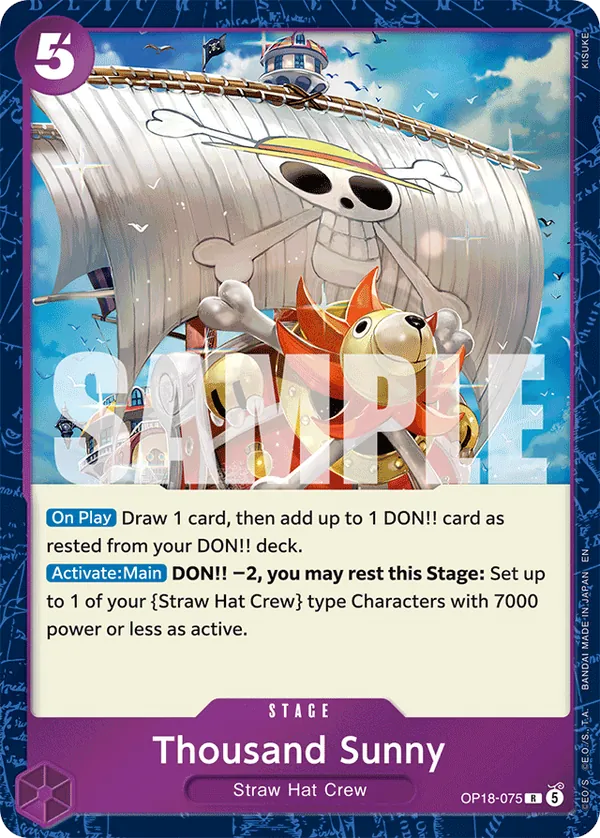 5
KISUKE
SAMPLE
On Play Draw 1 card, then add up to 1 DON!! card as
rested from your DON!! deck.
Activate:Main DON!! −2, you may rest this Stage: Set up
to 1 of your {Straw Hat Crew} type Characters with 7000
power or less as active.
©E.O/S. ©E.O/S.,T.A. BANDAI MADE IN JAPAN EN
STAGE
Thousand Sunny
Straw Hat Crew
OP18-075 R 5